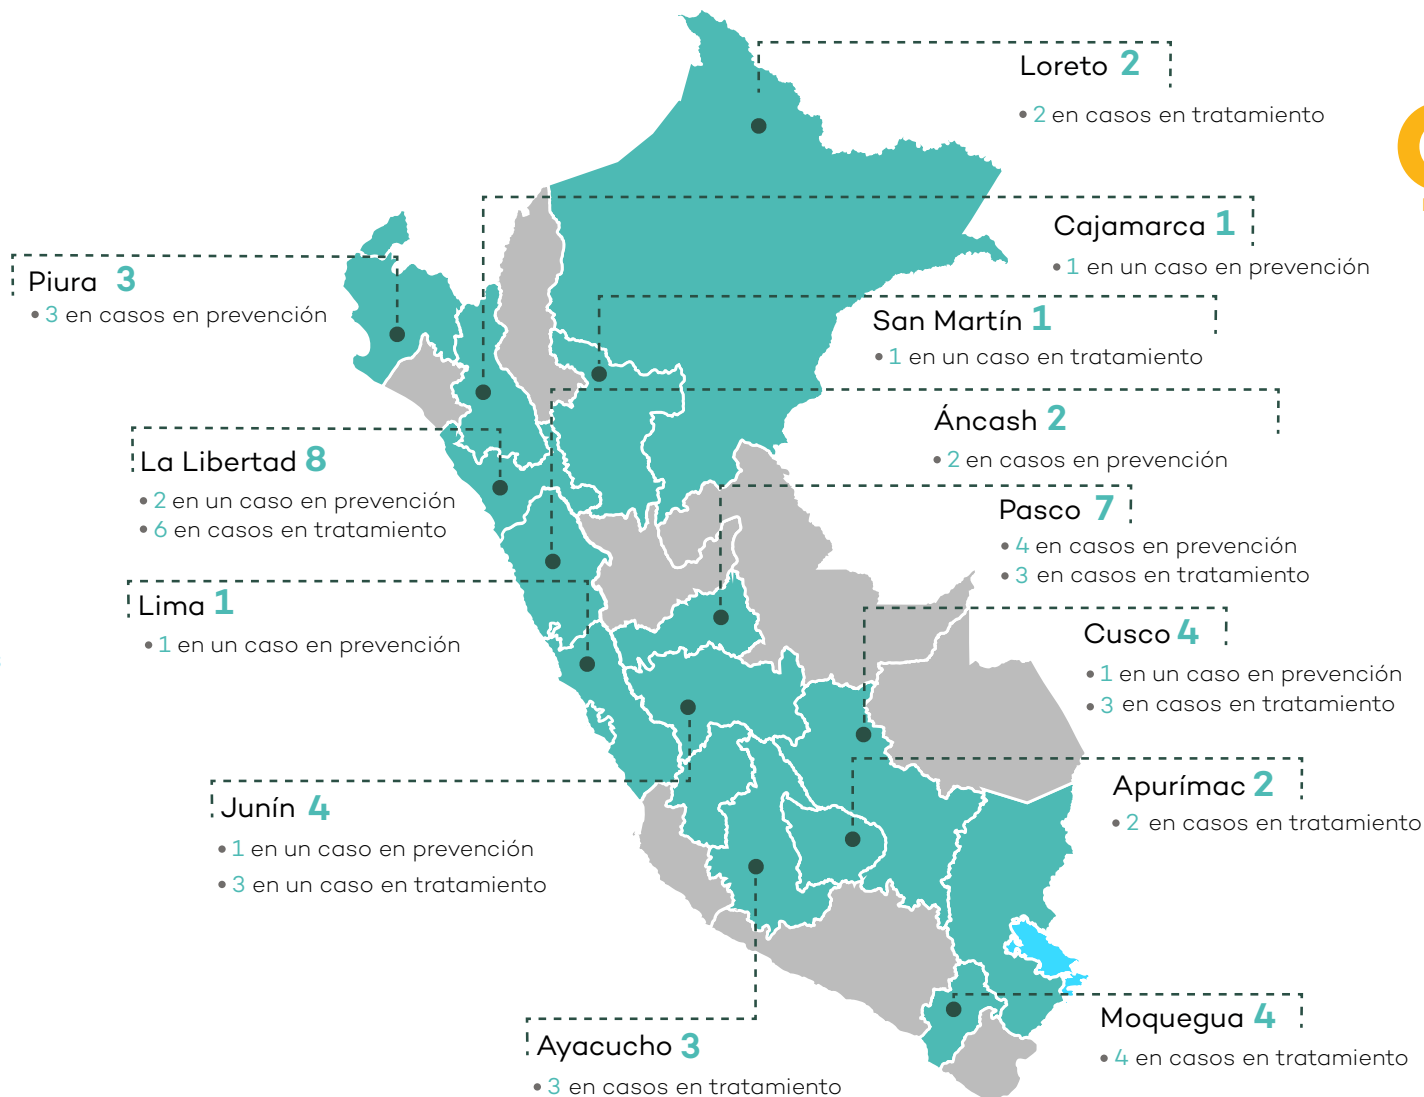 Loreto 2
• 2 en casos en tratamiento
Cajamarca 1
• 1 en un caso en prevención
Piura 3
• 3 en casos en prevención
San Martín 1
• 1 en un caso en tratamiento
Áncash 2
• 2 en casos en prevención
La Libertad 8
• 2 en un caso en prevención
• 6 en casos en tratamiento
Pasco 7
• 4 en casos en prevención
• 3 en casos en tratamiento
Lima 1
• 1 en un caso en prevención
Cusco 4
• 1 en un caso en prevención
• 3 en casos en tratamiento
Apurímac 2
• 2 en casos en tratamiento
Junín 4
• 1 en un caso en prevención
• 3 en un caso en tratamiento
Moquegua 4
• 4 en casos en tratamiento
Ayacucho 3
• 3 en casos en tratamiento